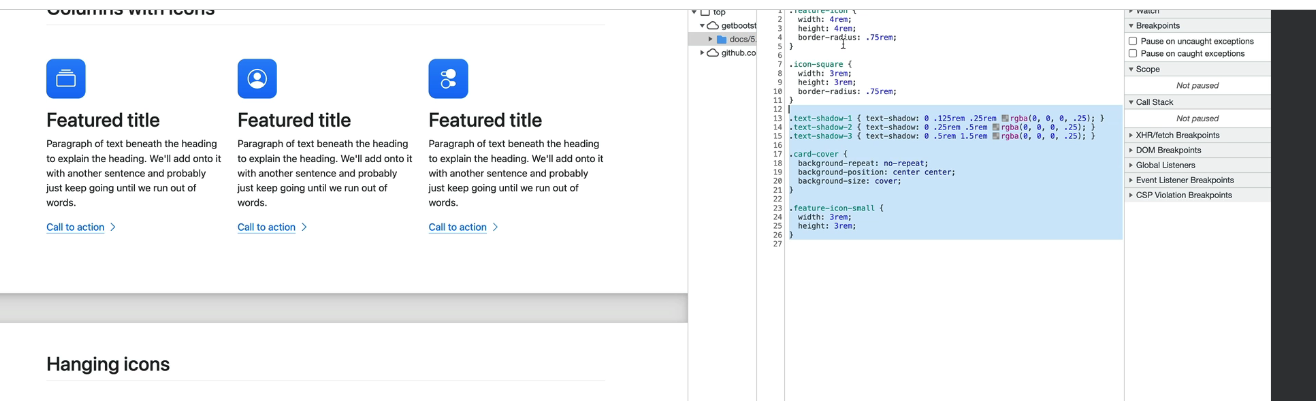 Columns with icons
Featured title
Paragraph of text beneath the heading
to explain the heading. We'll add onto it
with another sentence and probably
just keep going until we run out of
words.
Call to action
Featured title
Paragraph of text beneath the heading
to explain the heading. We'll add onto it
with another sentence and probably
just keep going until we run out of
words.
Call to action
Featured title
Paragraph of text beneath the heading
to explain the heading. We'll add onto it
with another sentence and probably
just keep going until we run out of
words.
Call to action
Hanging icons
top
getbootst
docs/5.
github.co
1 .feature-icon {
2 width: 4rem;
3 height: 4rem;
4 border-radius: .75rem;
5 }
6
7 .icon-square {
8 width: 3rem;
9 height: 3rem;
10 border-radius: .75rem;
11 }
12
13 .text-shadow-1 { text-shadow: 0 .125rem .25rem rgba(0, 0, 0, .25); }
14 .text-shadow-2 { text-shadow: 0 .25rem .5rem rgba(0, 0, 0, .25); }
15 .text-shadow-3 { text-shadow: 0 .5rem 1.5rem rgba(0, 0, 0, .25); }
16
17 .card-cover {
18 background-repeat: no-repeat;
19 background-position: center center;
20 background-size: cover;
21 }
22
23 .feature-icon-small {
24 width: 3rem;
25 height: 3rem;
26 }
27
Watch
Breakpoints
Pause on uncaught exceptions
Pause on caught exceptions
Scope
Not paused
Call Stack
Not paused
XHR/fetch Breakpoints
DOM Breakpoints
Global Listeners
Event Listener Breakpoints
CSP Violation Breakpoints